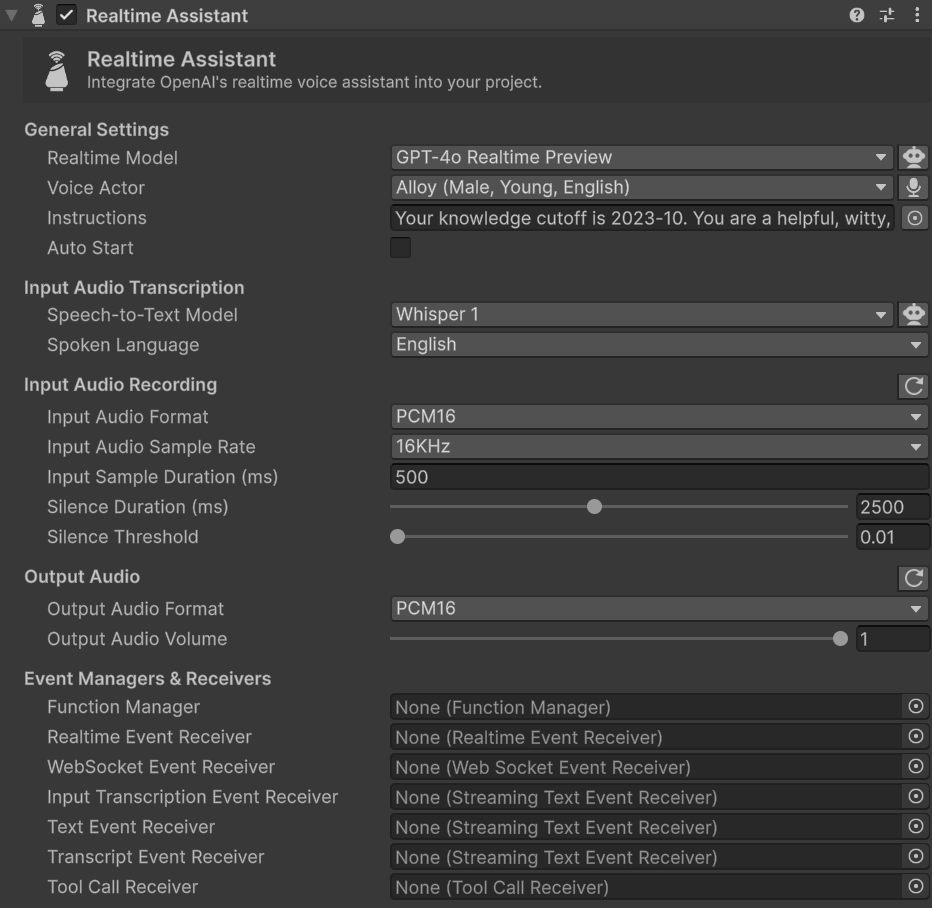 Realtime Assistant
Realtime Assistant
Integrate OpenAI's realtime voice assistant into your project.
General Settings
Realtime Model GPT-4o Realtime Preview
Voice Actor Alloy (Male, Young, English)
Instructions Your knowledge cutoff is 2023-10. You are a helpful, witty,
Auto Start
Input Audio Transcription
Speech-to-Text Model Whisper 1
Spoken Language English
Input Audio Recording
Input Audio Format PCM16
Input Audio Sample Rate 16KHz
Input Sample Duration (ms) 500
Silence Duration (ms) 2500
Silence Threshold 0.01
Output Audio
Output Audio Format PCM16
Output Audio Volume 1
Event Managers & Receivers
Function Manager None (Function Manager)
Realtime Event Receiver None (Realtime Event Receiver)
WebSocket Event Receiver None (Web Socket Event Receiver)
Input Transcription Event Receiver None (Streaming Text Event Receiver)
Text Event Receiver None (Streaming Text Event Receiver)
Transcript Event Receiver None (Streaming Text Event Receiver)
Tool Call Receiver None (Tool Call Receiver)